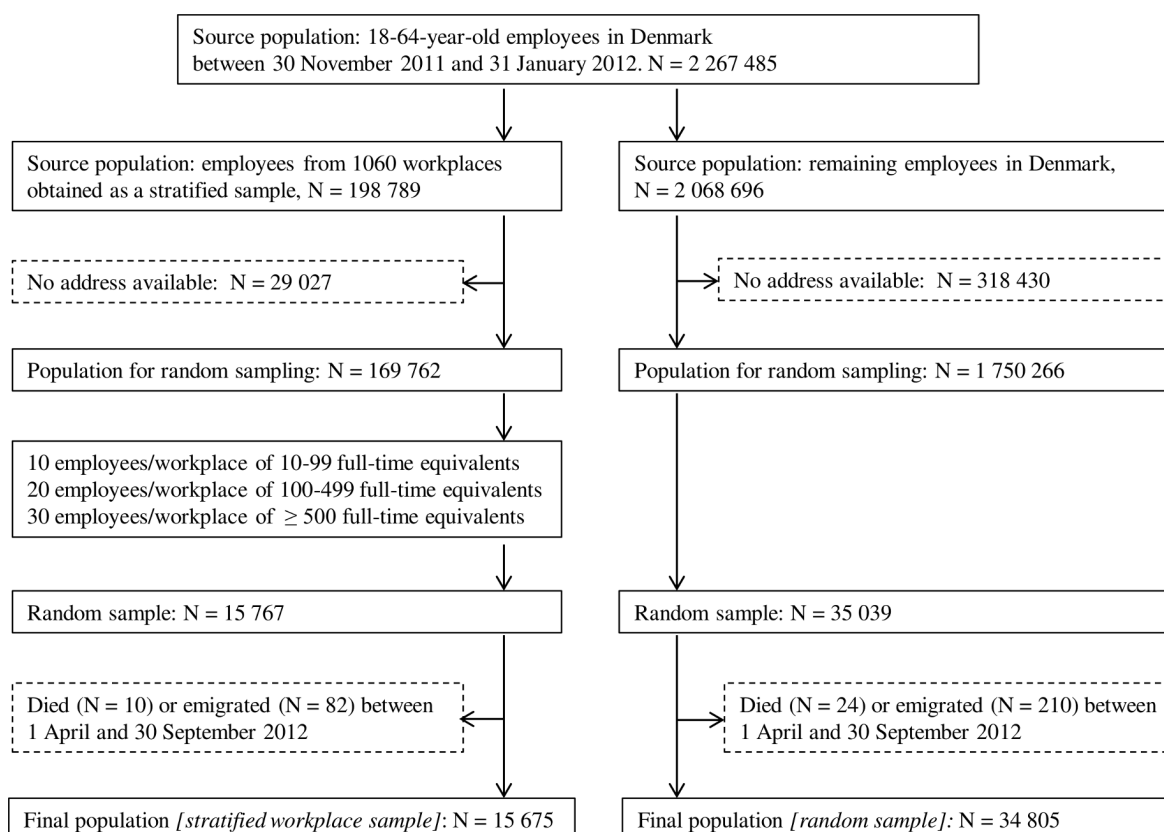 Source population: 18-64-year-old employees in Denmark
between 30 November 2011 and 31 January 2012. N = 2 267 485
Source population: employees from 1060 workplaces
obtained as a stratified sample, N = 198 789
Source population: remaining employees in Denmark,
N = 2 068 696
No address available: N = 29 027
No address available: N = 318 430
Population for random sampling: N = 169 762
Population for random sampling: N = 1 750 266
10 employees/workplace of 10-99 full-time equivalents
20 employees/workplace of 100-499 full-time equivalents
30 employees/workplace of ≥ 500 full-time equivalents
Random sample: N = 15 767
Random sample: N = 35 039
Died (N = 10) or emigrated (N = 82) between
1 April and 30 September 2012
Died (N = 24) or emigrated (N = 210) between
1 April and 30 September 2012
Final population [stratified workplace sample]: N = 15 675
Final population [random sample]: N = 34 805